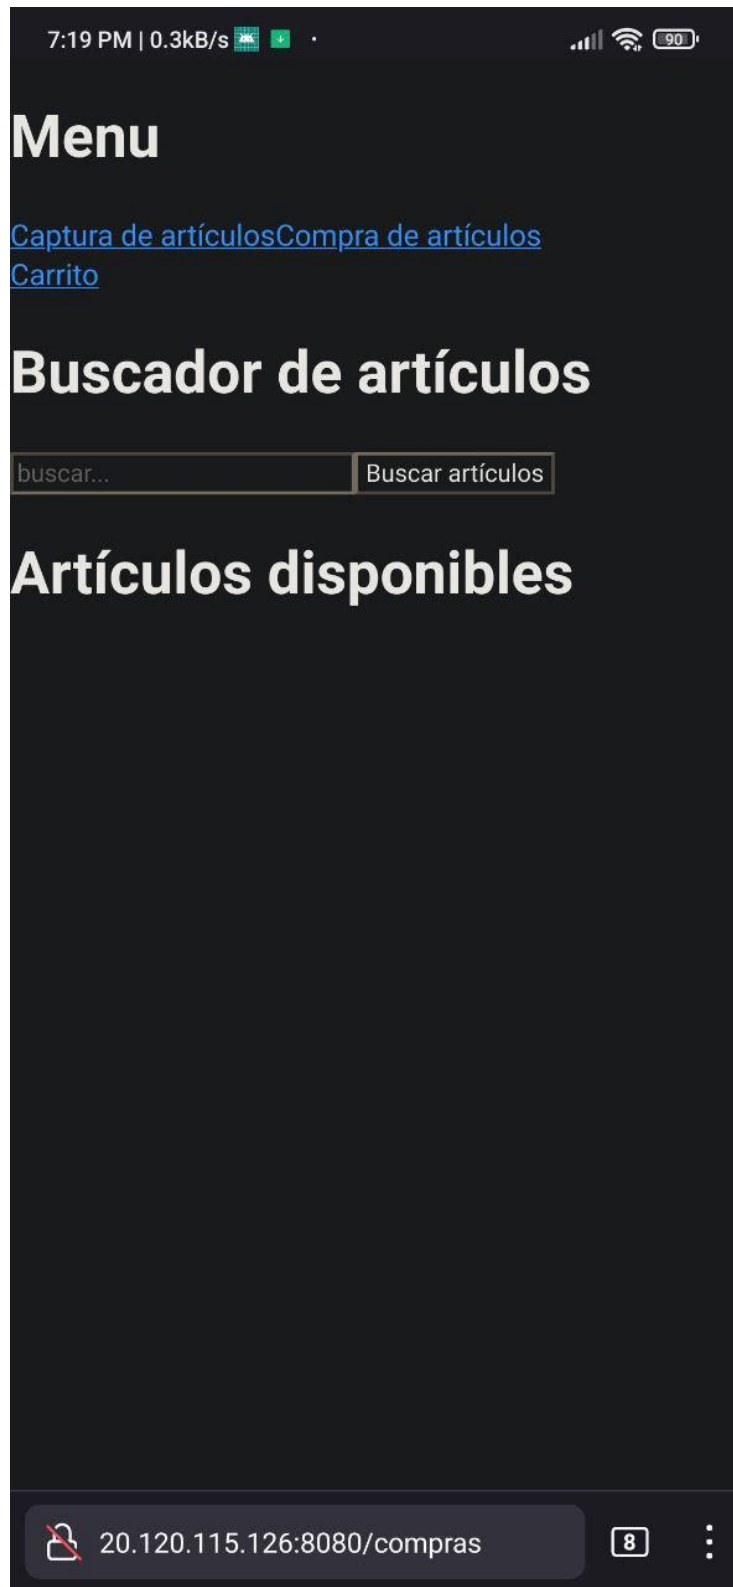 7:19 PM | 0.3kB/s 90
Menu
Captura de artículosCompra de artículos
Carrito
Buscador de artículos
buscar... Buscar artículos
Artículos disponibles
20.120.115.126:8080/compras 8